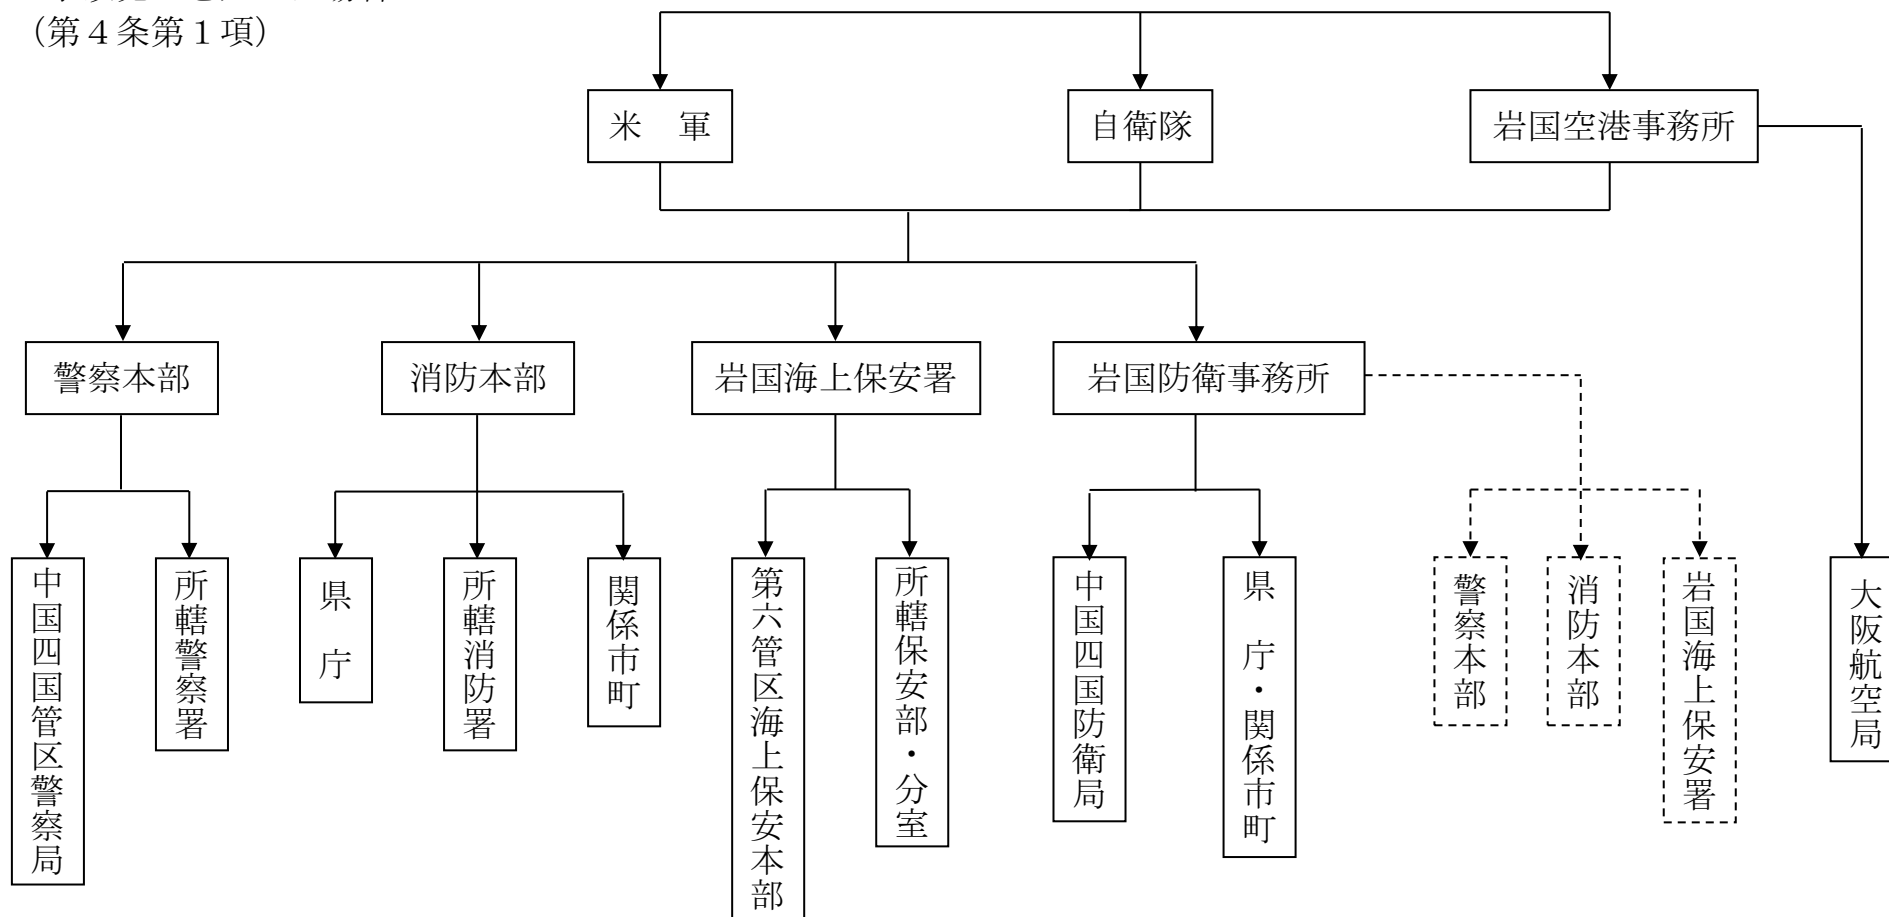 （第４条第１項）
米　軍
自衛隊
岩国空港事務所
警察本部
消防本部
岩国海上保安署
岩国防衛事務所
中国四国管区警察局
所轄警察署
県　庁
所轄消防署
関係市町
第六管区海上保安本部
所轄保安部・分室
中国四国防衛局
県　庁・関係市町
警察本部
消防本部
岩国海上保安署
大阪航空局